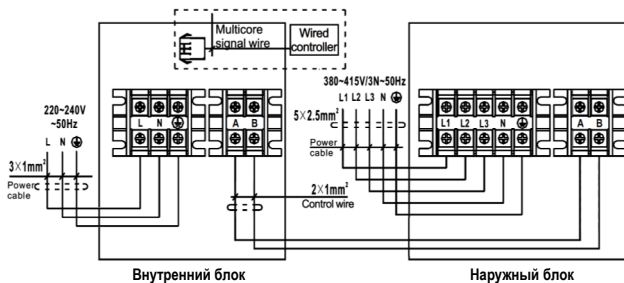 Multicore
signal wire
Wired
controller
220~240V
~50Hz
L N
3×1mm²
Power
cable
L N
A B
380~415V/3N~50Hz
L1 L2 L3 N
5×2.5mm²
Power
cable
L1 L2 L3 N
A B
2×1mm²
Control wire
Внутренний блок
Наружный блок